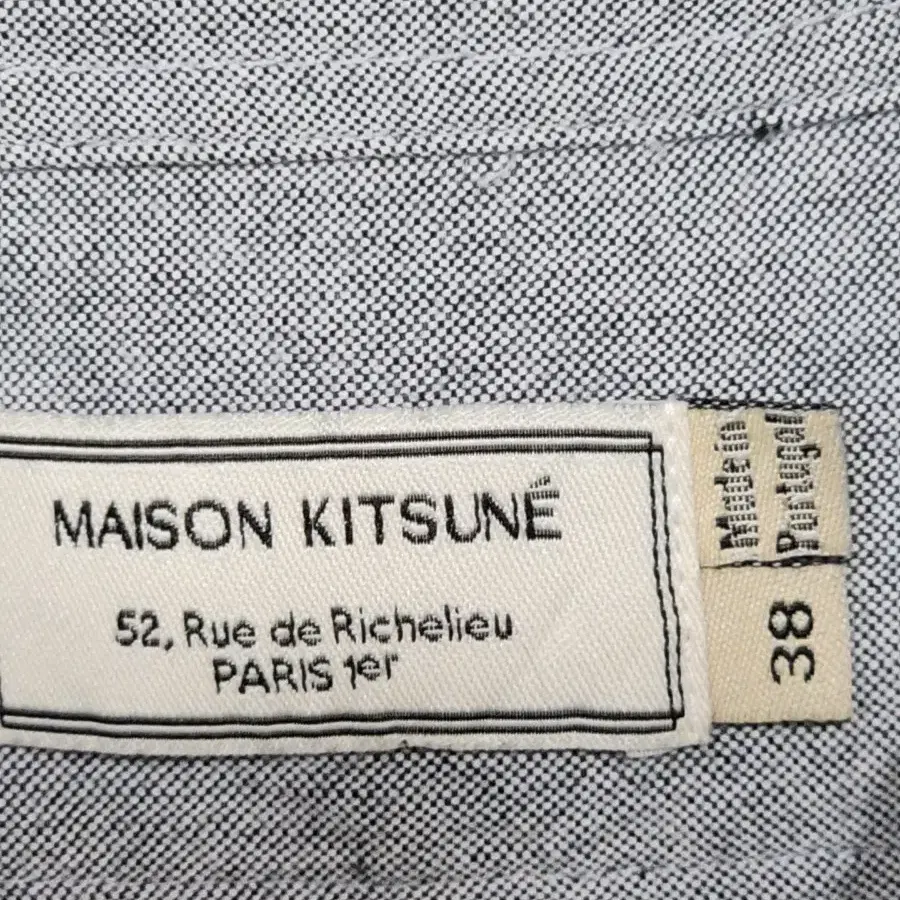 MAISON KITSUNÉ
52, Rue de Richelieu
PARIS 1er
Made in
Portugal
38